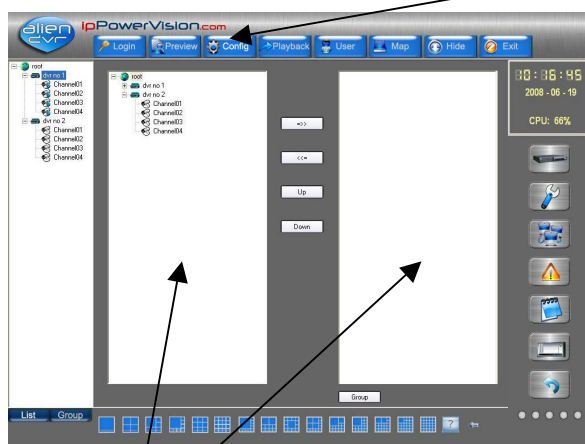 alien dvr
ipPowerVision.com
Login Preview Config Playback User Map Hide Exit
root
dvr no 1
Channel01
Channel02
Channel03
Channel04
dvr no 2
Channel01
Channel02
Channel03
Channel04
root
dvr no 1
dvr no 2
Channel01
Channel02
Channel03
Channel04
=>>
<<=
Up
Down
Group
10:16:45
2008 - 06 - 19
CPU: 66%
List Group
?